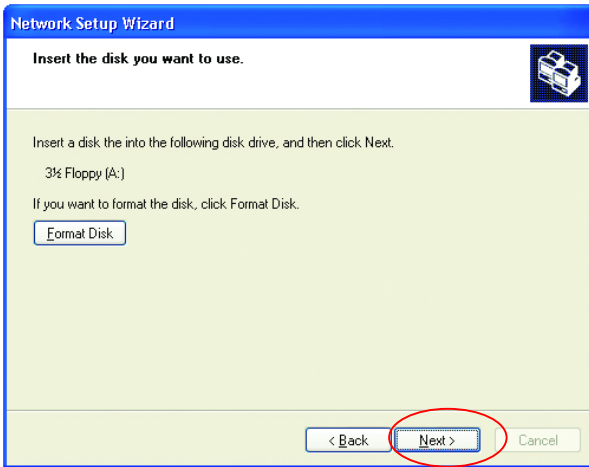 Network Setup Wizard
Insert the disk you want to use.
Insert a disk the into the following disk drive, and then click Next.
3½ Floppy (A:)
If you want to format the disk, click Format Disk.
Format Disk
< Back Next > Cancel